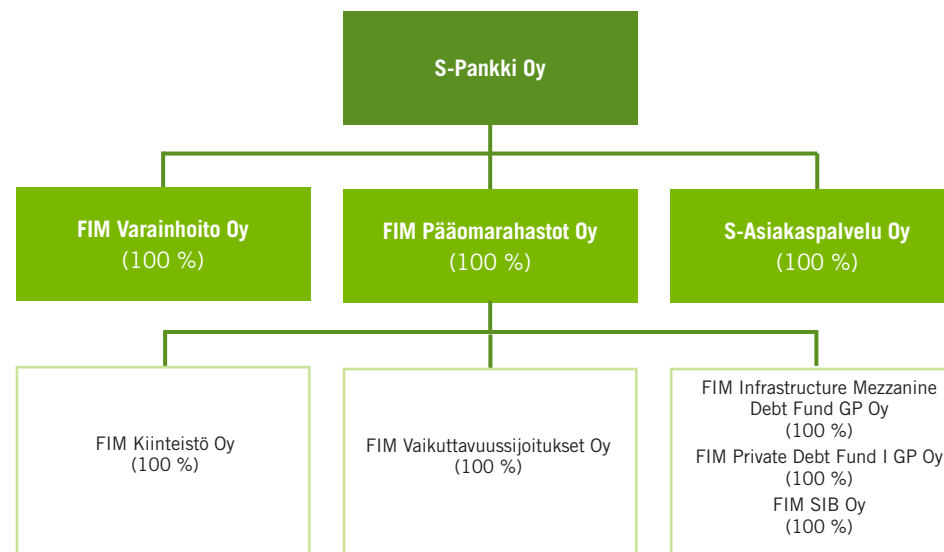 S-Pankki Oy
FIM Varainhoito Oy
(100 %)
FIM Pääomarahastot Oy
(100 %)
S-Asiakaspalvelu Oy
(100 %)
FIM Kiinteistö Oy
(100 %)
FIM Vaikuttavuussijoitukset Oy
(100 %)
FIM Infrastructure Mezzanine
Debt Fund GP Oy
(100 %)
FIM Private Debt Fund I GP Oy
(100 %)
FIM SIB Oy
(100 %)